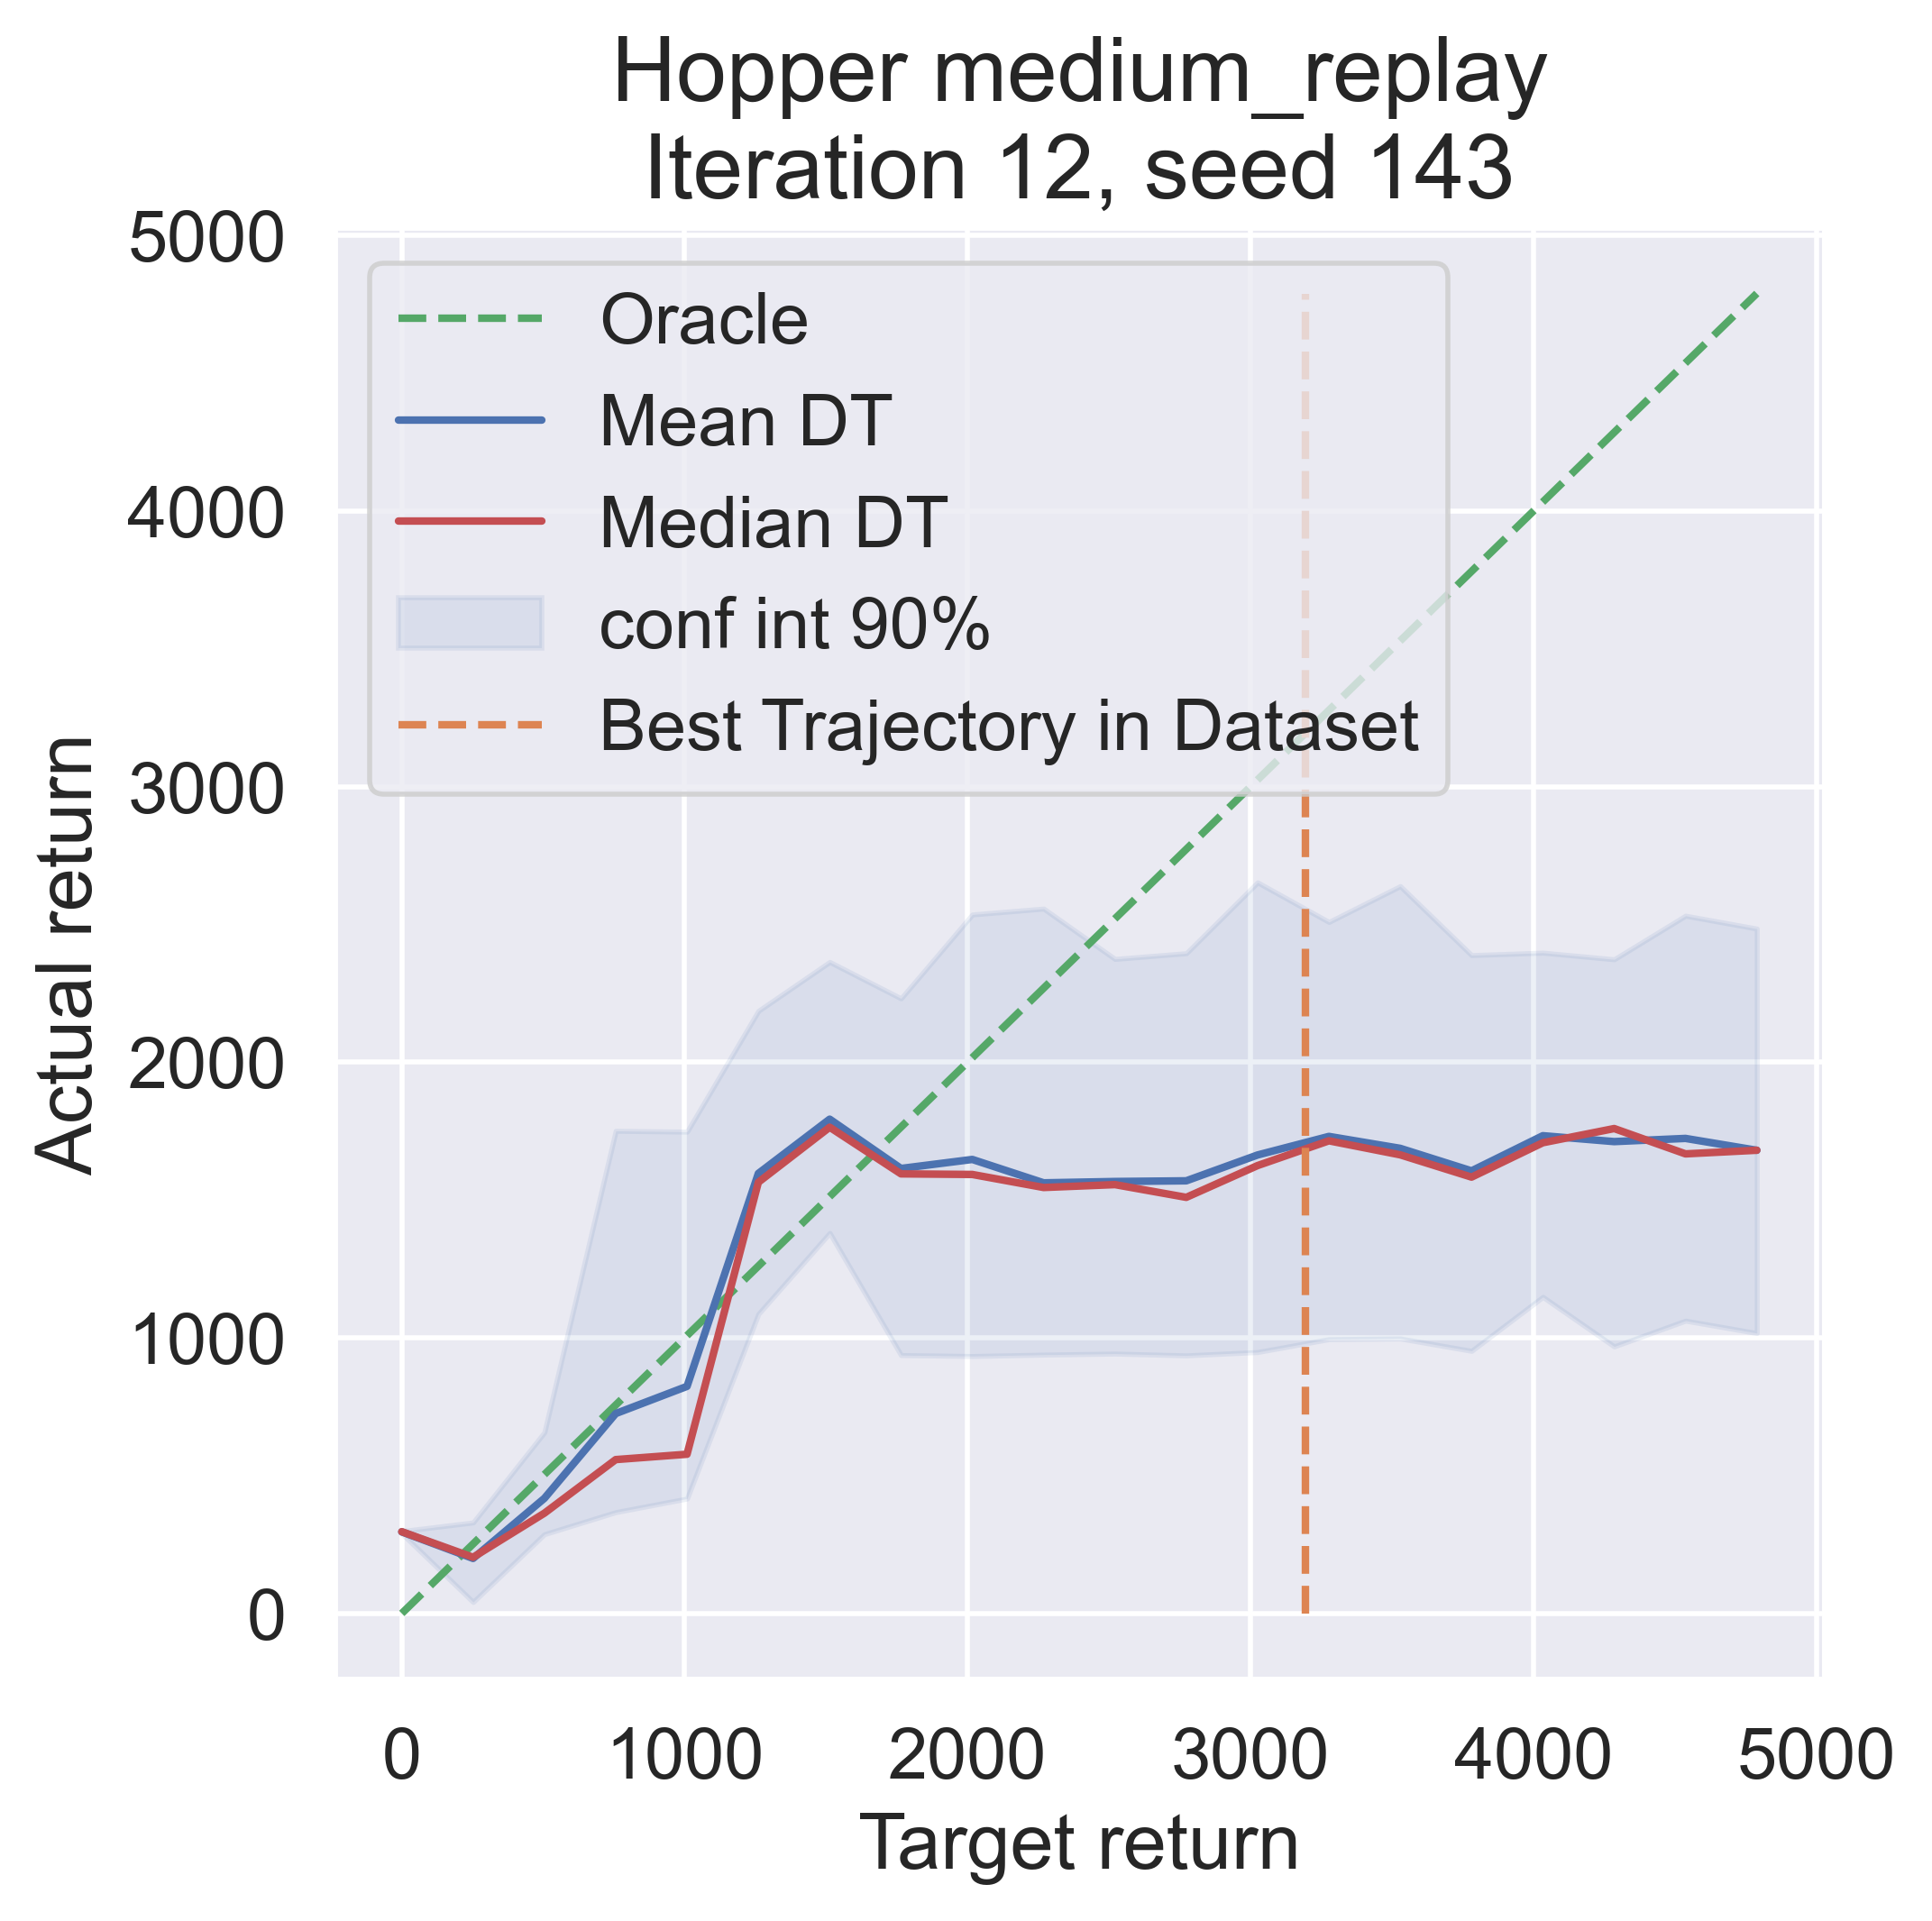 Hopper medium_replay
Iteration 12, seed 143
5000
4000
3000
2000
1000
0
Actual return
Oracle
Mean DT
Median DT
conf int 90%
Best Trajectory in Dataset
0 1000 2000 3000 4000 5000
Target return